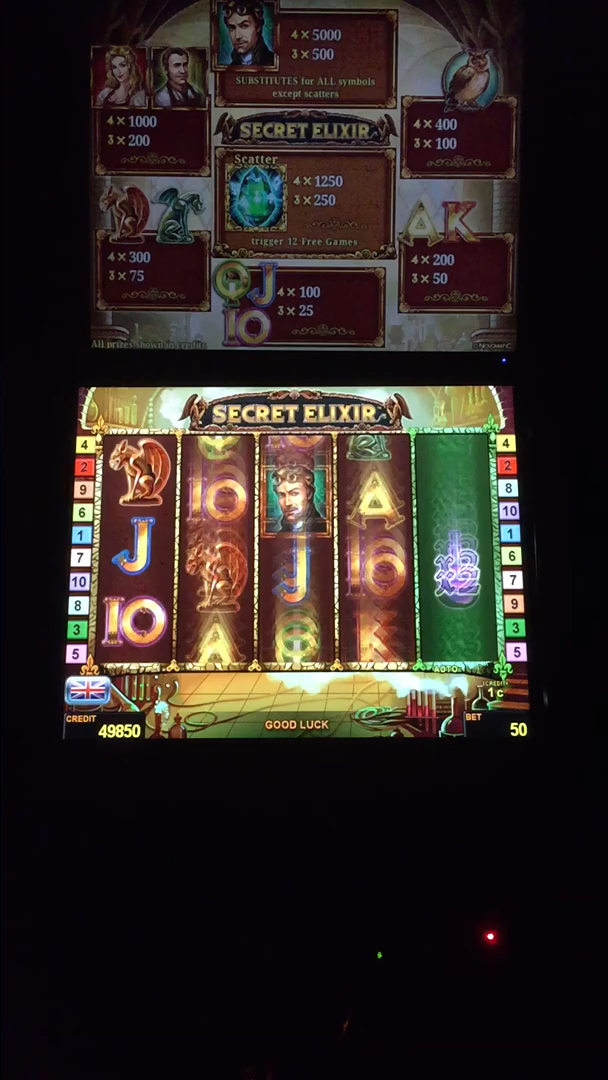 4 × 5000
3 × 500
SUBSTITUTES for ALL symbols
except scatters
4 × 1000
3 × 200
4 × 400
3 × 100
SECRET ELIXIR
Scatter
4 × 1250
3 × 250
trigger 12 Free Games
A K
4 × 300
3 × 75
4 × 200
3 × 50
Q J
10
4 × 100
3 × 25
All prizes shown in credits
SECRET ELIXIR
4
2
9
6
1
7
10
8
3
5
J
10
10
A
J
Q
A
10
K
4
2
8
10
1
6
7
9
3
5
AUTO
CREDIT
49850
GOOD LUCK
1 C
BET
50